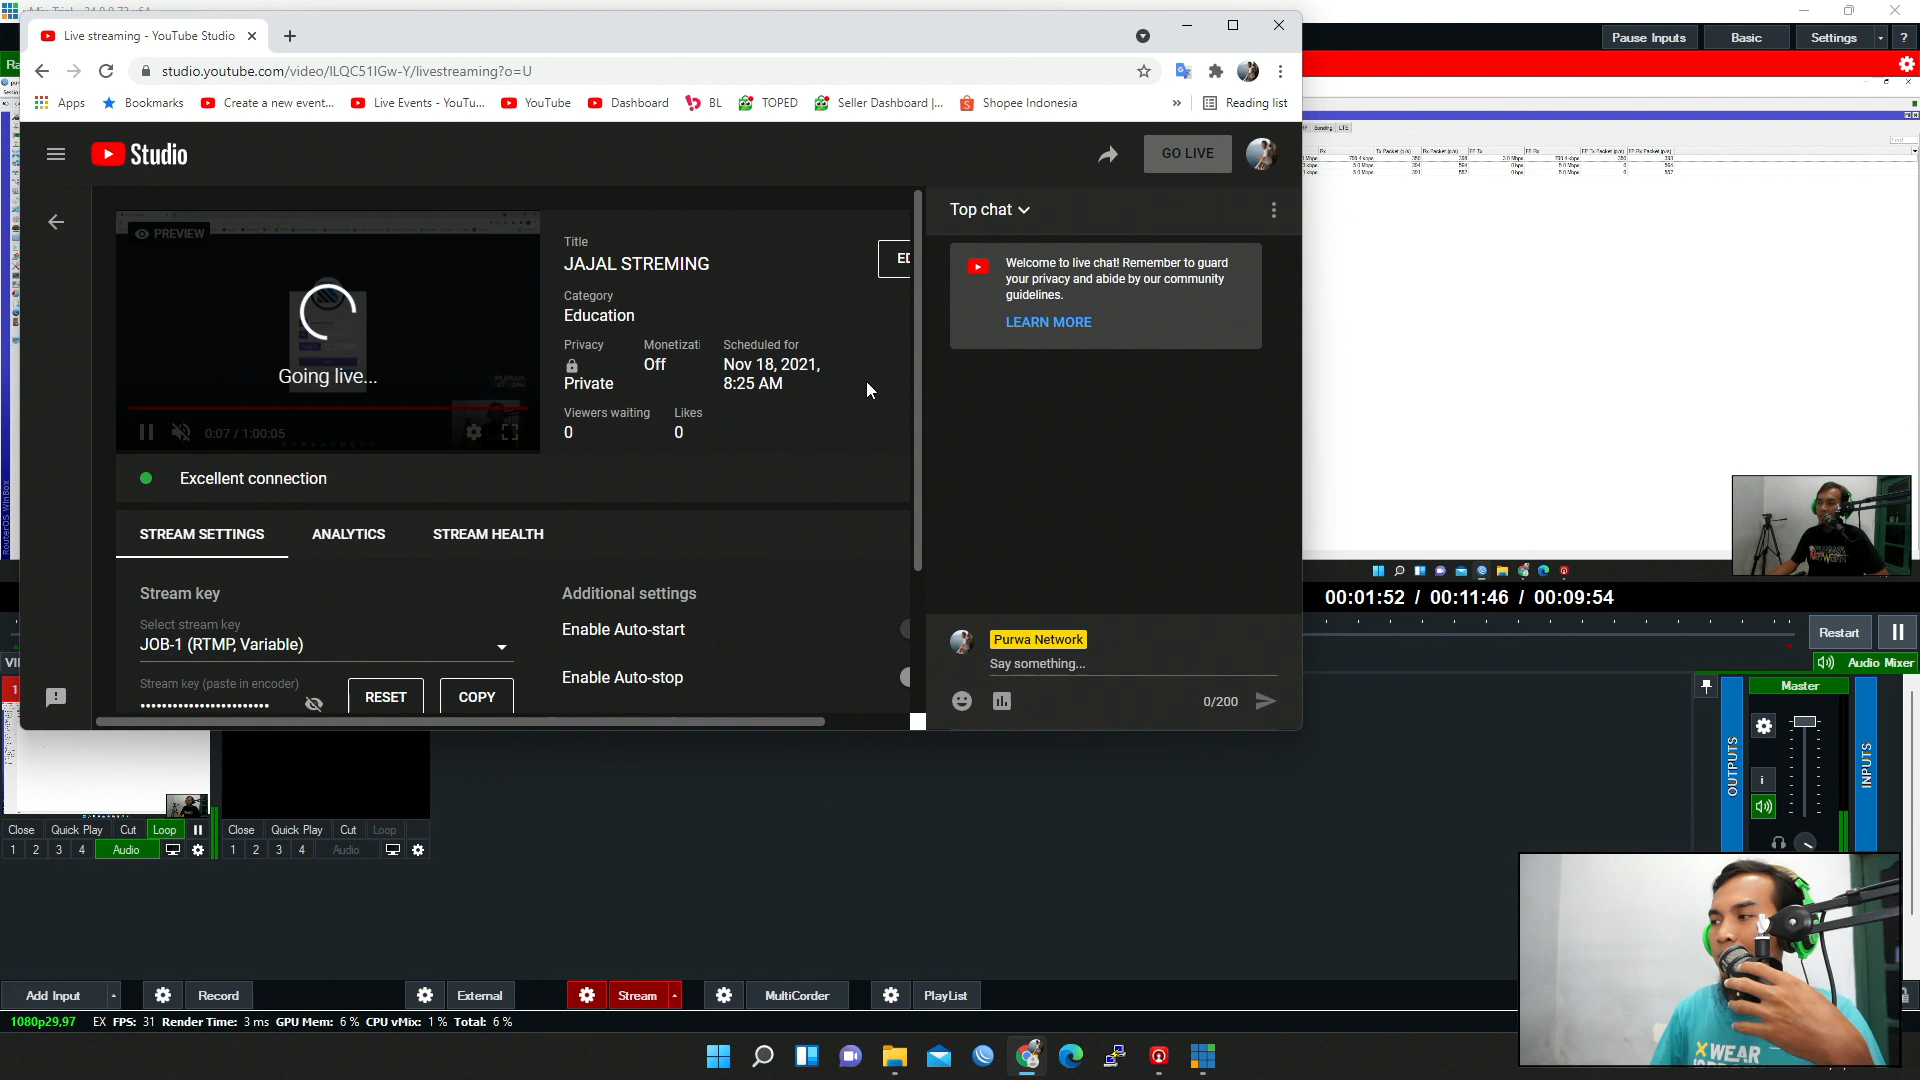 Live streaming - YouTube Studio
Pause Inputs
Basic
Settings
?
studio.youtube.com/video/ILQC51IGw-Y/livestreaming?o=U
Apps
Bookmarks
Create a new event...
Live Events - YouTu...
YouTube
Dashboard
BL
TOPED
Seller Dashboard |...
Shopee Indonesia
»
Reading list
Bonding LTE
Studio
GO LIVE
PREVIEW
Going live...
0:07 / 1:00:05
Title
JAJAL STREMING
Category
Education
Privacy
Monetizati
Scheduled for
Private
Off
Nov 18, 2021,
8:25 AM
Viewers waiting
Likes
0
0
Top chat
Welcome to live chat! Remember to guard
your privacy and abide by our community
guidelines.
LEARN MORE
Excellent connection
STREAM SETTINGS
ANALYTICS
STREAM HEALTH
Stream key
Select stream key
JOB-1 (RTMP, Variable)
Stream key (paste in encoder)
RESET
COPY
Additional settings
Enable Auto-start
Enable Auto-stop
Purwa Network
Say something...
0/200
RouterOS WinBox
00:01:52 / 00:11:46 / 00:09:54
Restart
Audio Mixer
Master
OUTPUTS
INPUTS
Close Quick Play Cut Loop
1 2 3 4 Audio
Close Quick Play Cut Loop
1 2 3 4 Audio
Add Input
Record
External
Stream
MultiCorder
PlayList
1080p29,97 EX FPS: 31 Render Time: 3 ms GPU Mem: 6 % CPU vMix: 1 % Total: 6 %
XWEAR